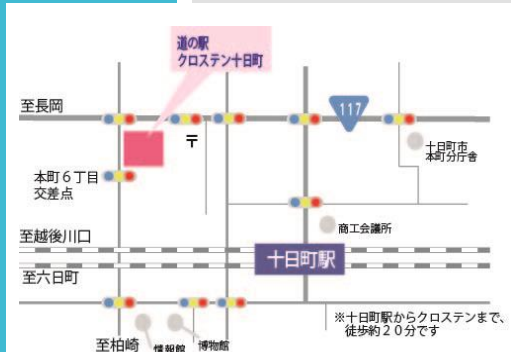 道の駅
クロステン十日町
至長岡
117
〒
十日町市
本町分庁舎
本町６丁目
交差点
商工会議所
至越後川口
十日町駅
至六日町
※十日町駅からクロステンまで、
徒歩約２０分です
至柏崎
情報館
博物館